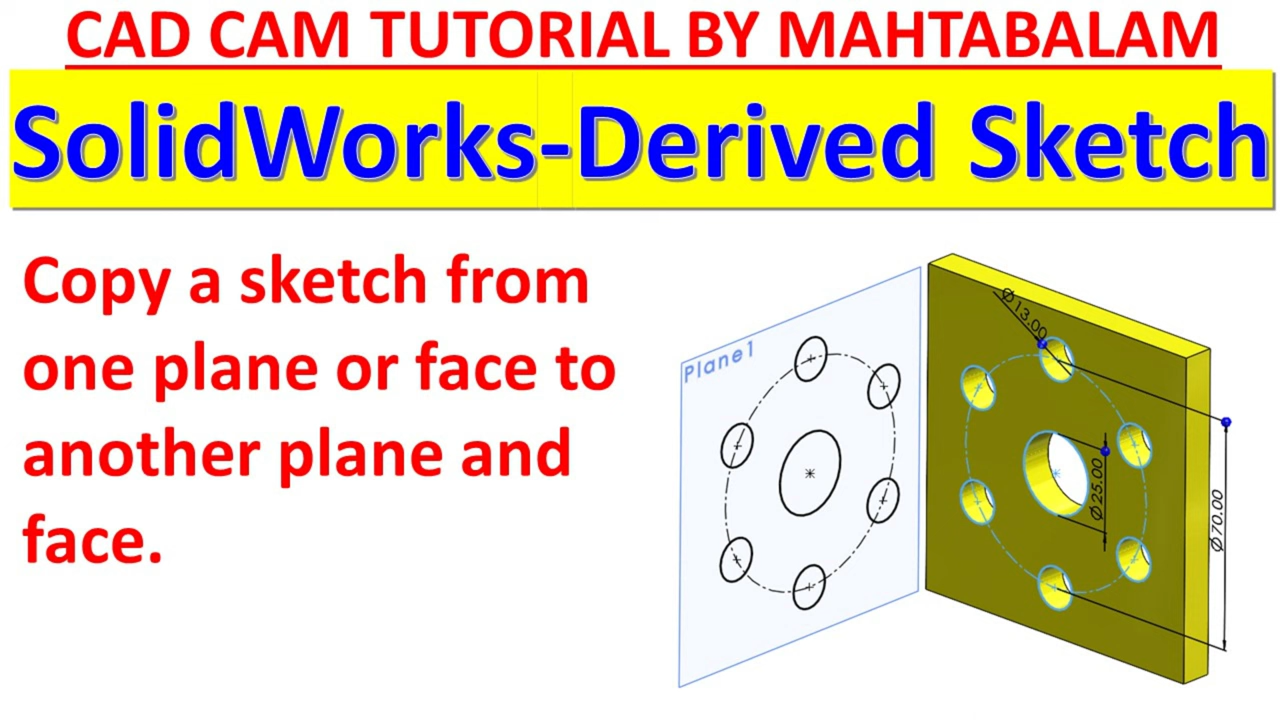 CAD CAM TUTORIAL BY MAHTABALAM
SolidWorks-Derived Sketch
Copy a sketch from
one plane or face to
another plane and
face.
Plane1
Ø13.00
Ø25.00
Ø70.00